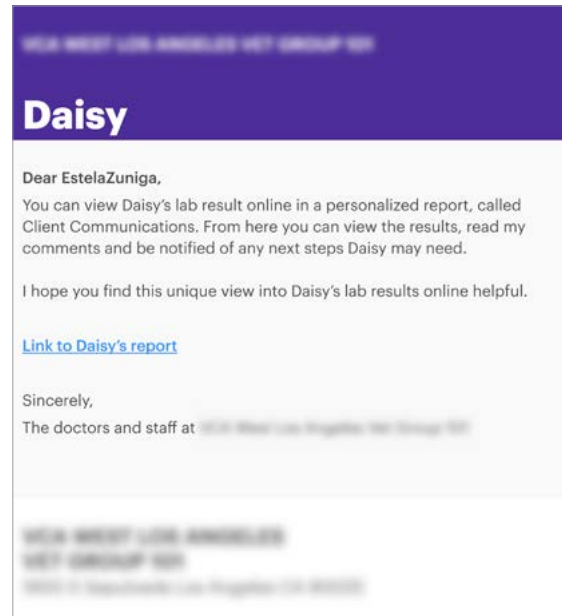 Daisy
Dear EstelaZuniga,
You can view Daisy's lab result online in a personalized report, called
Client Communications. From here you can view the results, read my
comments and be notified of any next steps Daisy may need.
I hope you find this unique view into Daisy's lab results online helpful.
Link to Daisy's report
Sincerely,
The doctors and staff at